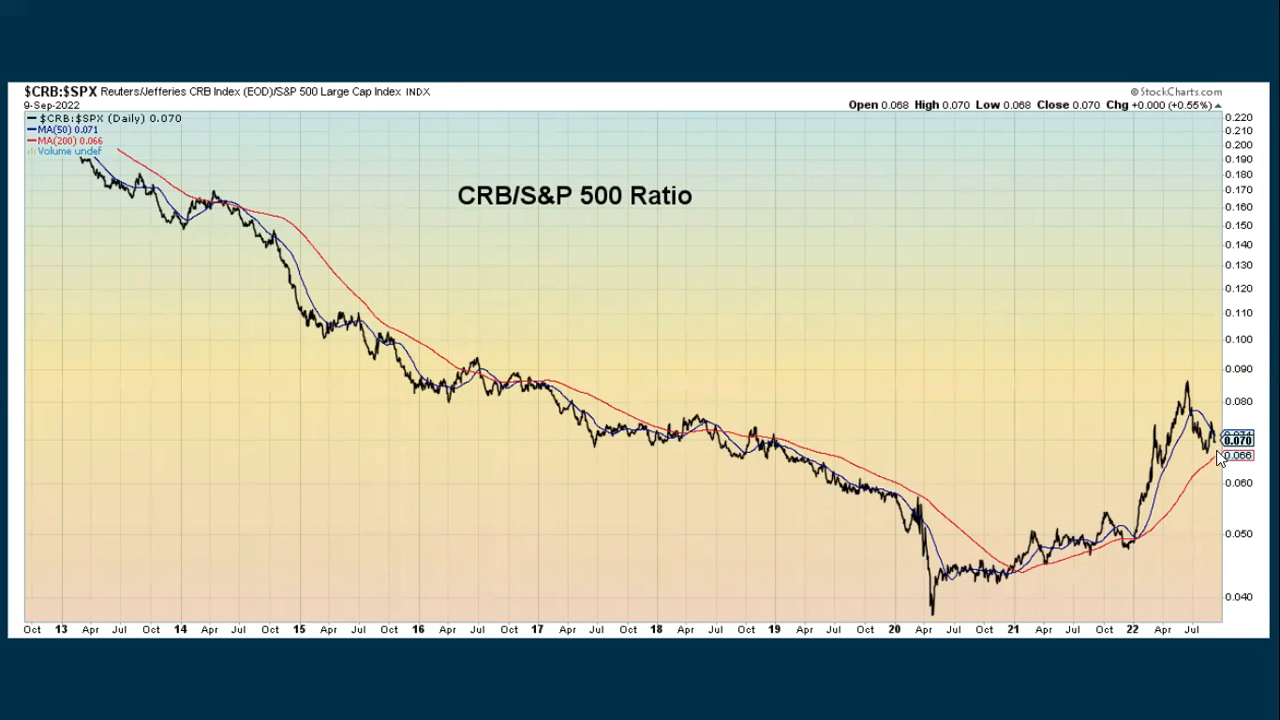 $CRB:$SPX Reuters/Jefferies CRB Index (EOD)/S&P 500 Large Cap Index INDX
© StockCharts.com
9-Sep-2022
Open 0.068 High 0.070 Low 0.068 Close 0.070 Chg +0.000 (+0.55%)
$CRB:$SPX (Daily) 0.070
MA(50) 0.071
MA(200) 0.066
Volume undef
CRB/S&P 500 Ratio
0.220
0.210
0.200
0.190
0.180
0.170
0.160
0.150
0.140
0.130
0.120
0.110
0.100
0.090
0.080
0.070
0.066
0.060
0.050
0.040
Oct 13 Apr Jul Oct 14 Apr Jul Oct 15 Apr Jul Oct 16 Apr Jul Oct 17 Apr Jul Oct 18 Apr Jul Oct 19 Apr Jul Oct 20 Apr Jul Oct 21 Apr Jul Oct 22 Apr Jul